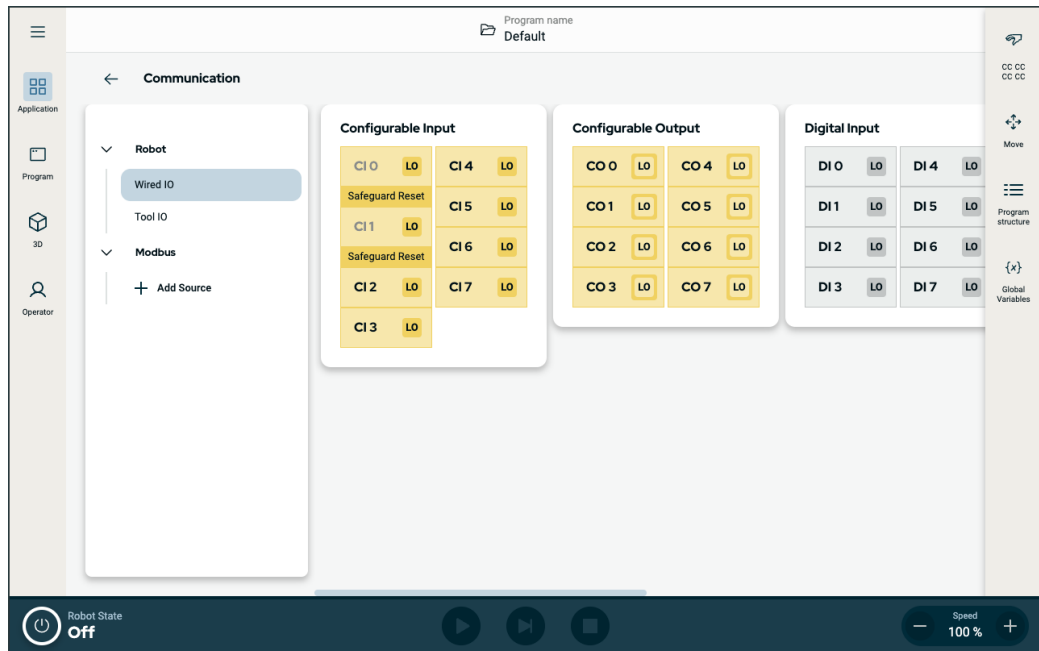 Program name
Default
CC CC
CC CC
Application
Program
3D
Operator
Communication
Robot
Wired IO
Tool IO
Modbus
Add Source
Configurable Input
CI 0 LO CI 4 LO
Safeguard Reset
CI 5 LO
CI 1 LO
Safeguard Reset
CI 6 LO
CI 2 LO CI 7 LO
CI 3 LO
Configurable Output
CO 0 LO CO 4 LO
CO 1 LO CO 5 LO
CO 2 LO CO 6 LO
CO 3 LO CO 7 LO
Digital Input
DI 0 LO DI 4 LO
DI 1 LO DI 5 LO
DI 2 LO DI 6 LO
DI 3 LO DI 7 LO
Move
Program
structure
{x}
Global
Variables
Robot State
Off
Speed
100 %